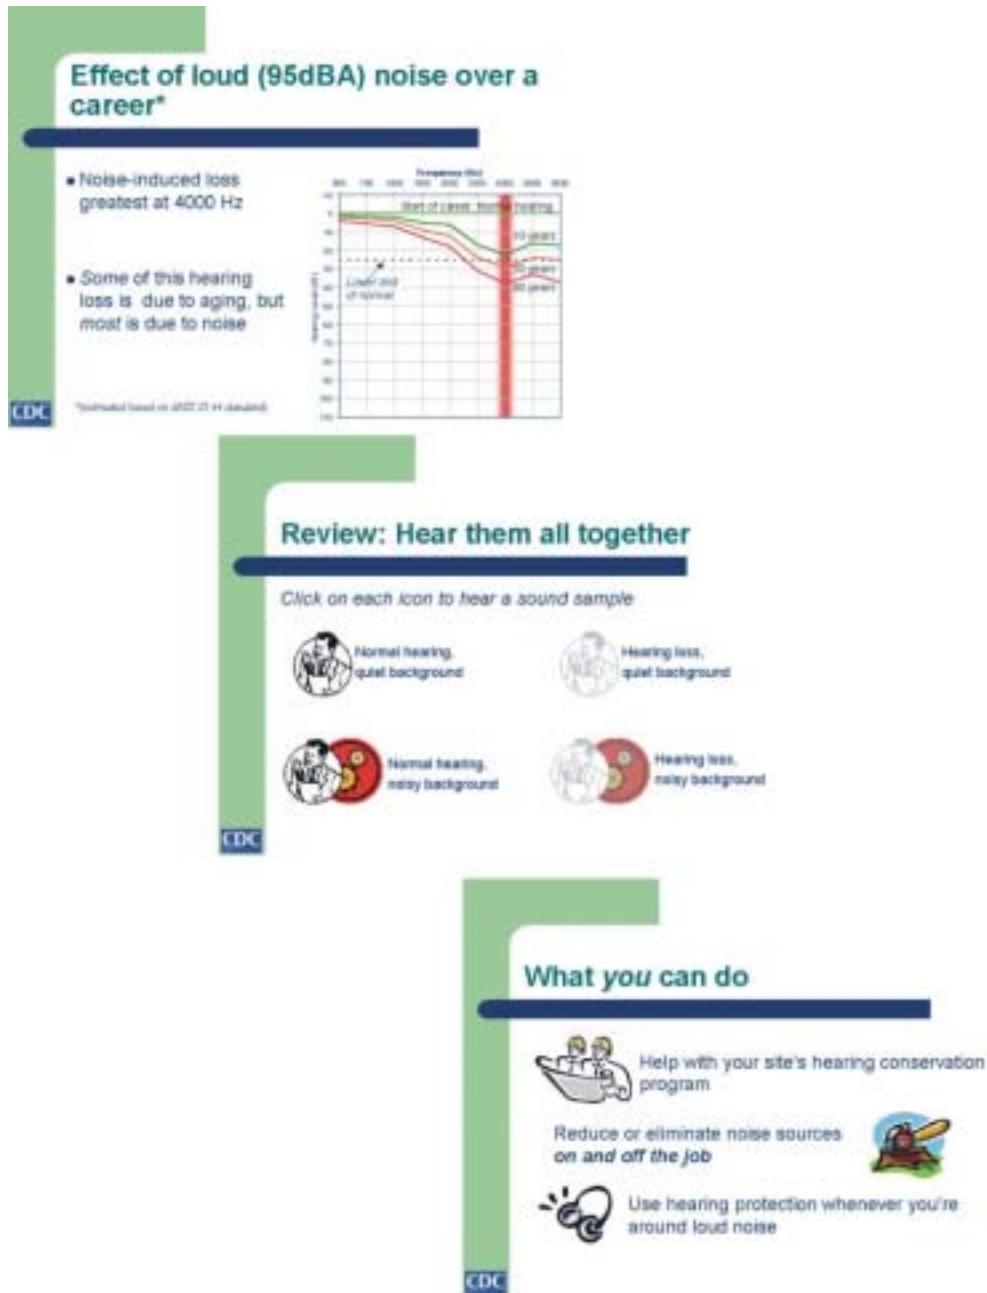 Effect of loud (95dBA) noise over a
career*
• Noise-induced loss
greatest at 4000 Hz
• Some of this hearing
loss is due to aging, but
most is due to noise
Frequency (Hz)
Start of career: Normal hearing
10 years
Lower limit
of normal
CDC
Review: Hear them all together
Click on each icon to hear a sound sample
Normal hearing,
quiet background
Hearing loss,
quiet background
Normal hearing,
noisy background
Hearing loss,
noisy background
CDC
What you can do
Help with your site's hearing conservation
program
Reduce or eliminate noise sources
on and off the job
Use hearing protection whenever you're
around loud noise
CDC